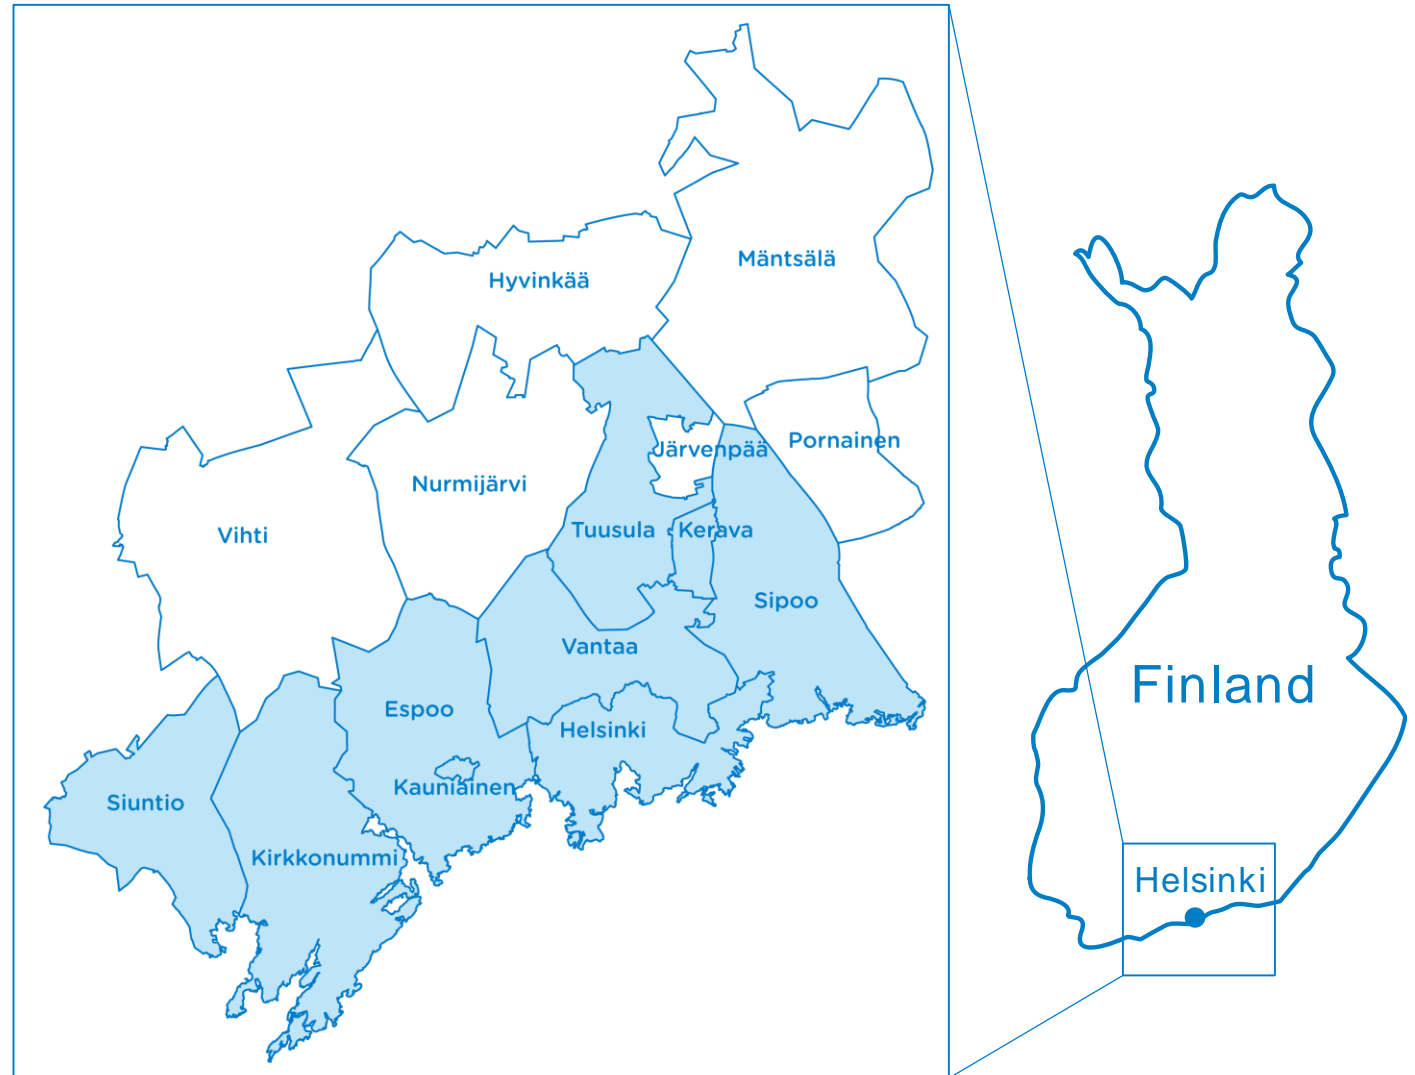 Mäntsälä
Hyvinkää
Järvenpää
Pornainen
Nurmijärvi
Vihti
Tuusula
Kerava
Sipoo
Vantaa
Espoo
Helsinki
Kauniainen
Siuntio
Kirkkonummi
Finland
Helsinki